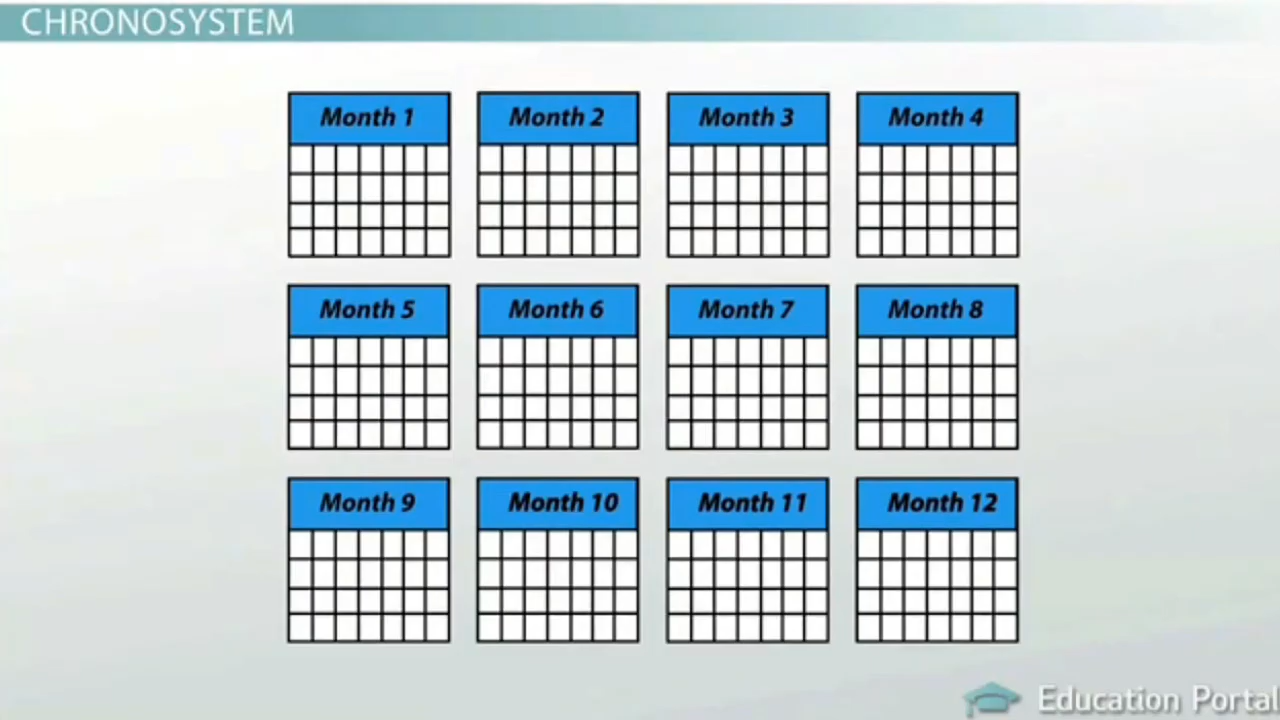 CHRONOSYSTEM
Month 1
Month 2
Month 3
Month 4
Month 5
Month 6
Month 7
Month 8
Month 9
Month 10
Month 11
Month 12
Education Portal